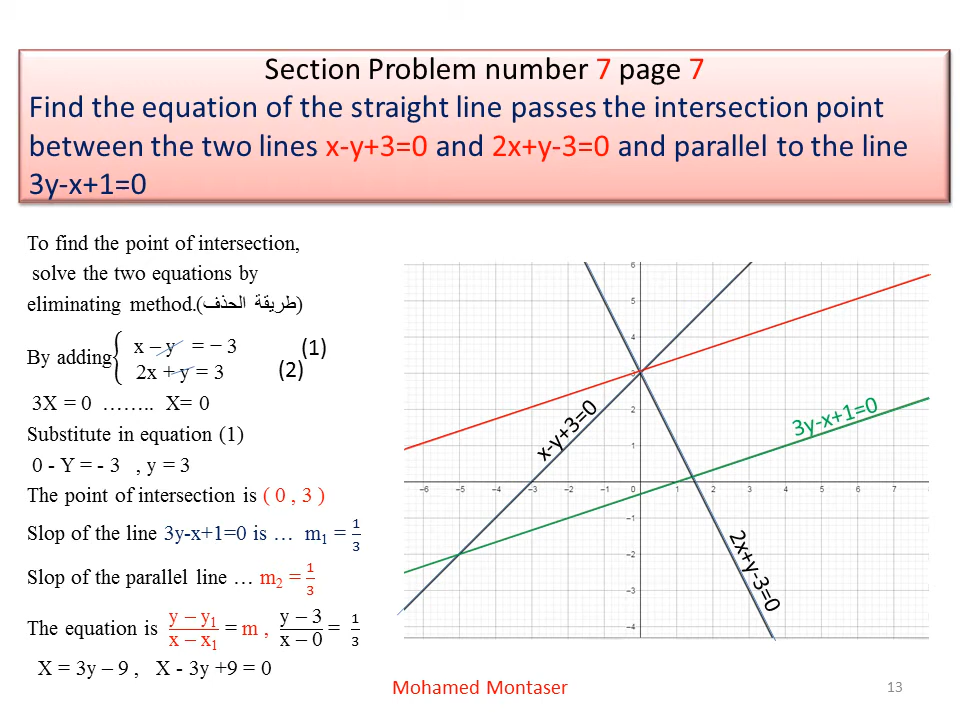 Section Problem number 7 page 7
Find the equation of the straight line passes the intersection point
between the two lines x-y+3=0 and 2x+y-3=0 and parallel to the line
3y-x+1=0
To find the point of intersection,
solve the two equations by
eliminating method.(طريقة الحذف)
By adding { x – y = – 3 (1)
2x + y = 3 (2)
3X = 0 …….. X= 0
Substitute in equation (1)
0 - Y = - 3 , y = 3
The point of intersection is ( 0 , 3 )
Slop of the line 3y-x+1=0 is … m₁ = 1/3
Slop of the parallel line … m₂ = 1/3
The equation is (y – y₁)/(x – x₁) = m , (y – 3)/(x – 0) = 1/3
X = 3y – 9 , X - 3y +9 = 0
6
5
4
3
2
1
−6 −5 −4 −3 −2 −1 0 1 2 3 4 5 6 7
−1
−2
−3
−4
x-y+3=0
3y-x+1=0
2x+y-3=0
Mohamed Montaser
13